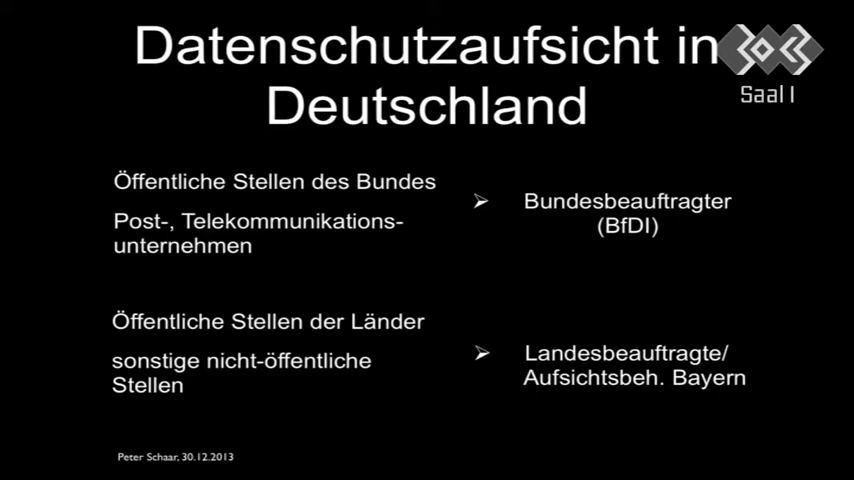 Datenschutzaufsicht in
Deutschland
30C3
Saal 1
Öffentliche Stellen des Bundes
Post-, Telekommunikations-
unternehmen
➢ Bundesbeauftragter
(BfDI)
Öffentliche Stellen der Länder
sonstige nicht-öffentliche
Stellen
➢ Landesbeauftragte/
Aufsichtsbeh. Bayern
Peter Schaar, 30.12.2013